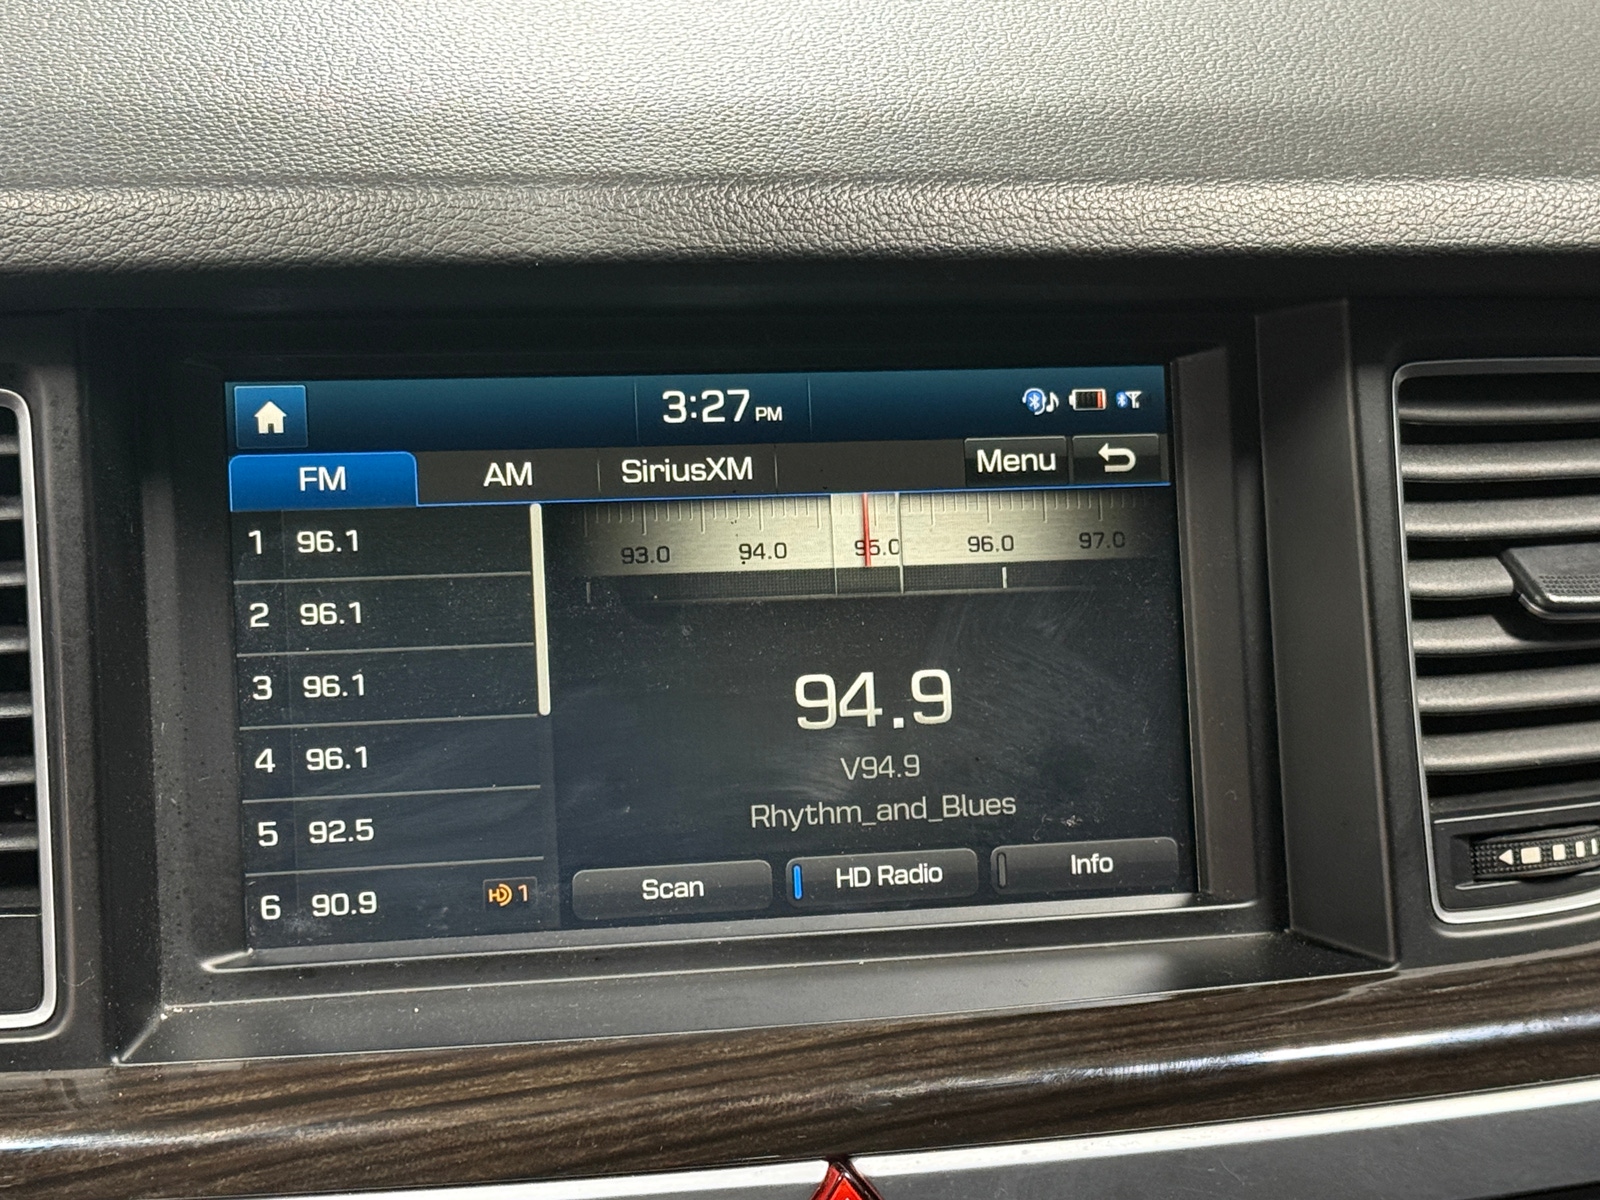 3:27 PM
FM AM SiriusXM Menu
1 96.1
2 96.1
3 96.1
4 96.1
5 92.5
6 90.9 HD 1
93.0 94.0 95.0 96.0 97.0
94.9
V94.9
Rhythm_and_Blues
Scan HD Radio Info